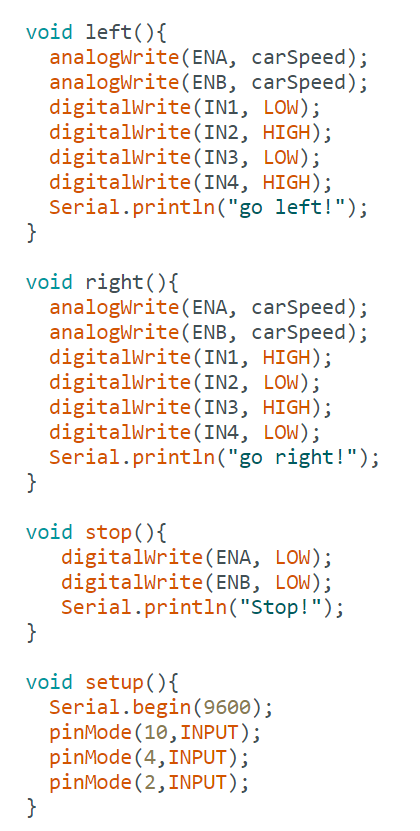 void left(){
  analogWrite(ENA, carSpeed);
  analogWrite(ENB, carSpeed);
  digitalWrite(IN1, LOW);
  digitalWrite(IN2, HIGH);
  digitalWrite(IN3, LOW);
  digitalWrite(IN4, HIGH);
  Serial.println("go left!");
}

void right(){
  analogWrite(ENA, carSpeed);
  analogWrite(ENB, carSpeed);
  digitalWrite(IN1, HIGH);
  digitalWrite(IN2, LOW);
  digitalWrite(IN3, HIGH);
  digitalWrite(IN4, LOW);
  Serial.println("go right!");
}

void stop(){
   digitalWrite(ENA, LOW);
   digitalWrite(ENB, LOW);
   Serial.println("Stop!");
}

void setup(){
  Serial.begin(9600);
  pinMode(10,INPUT);
  pinMode(4,INPUT);
  pinMode(2,INPUT);
}